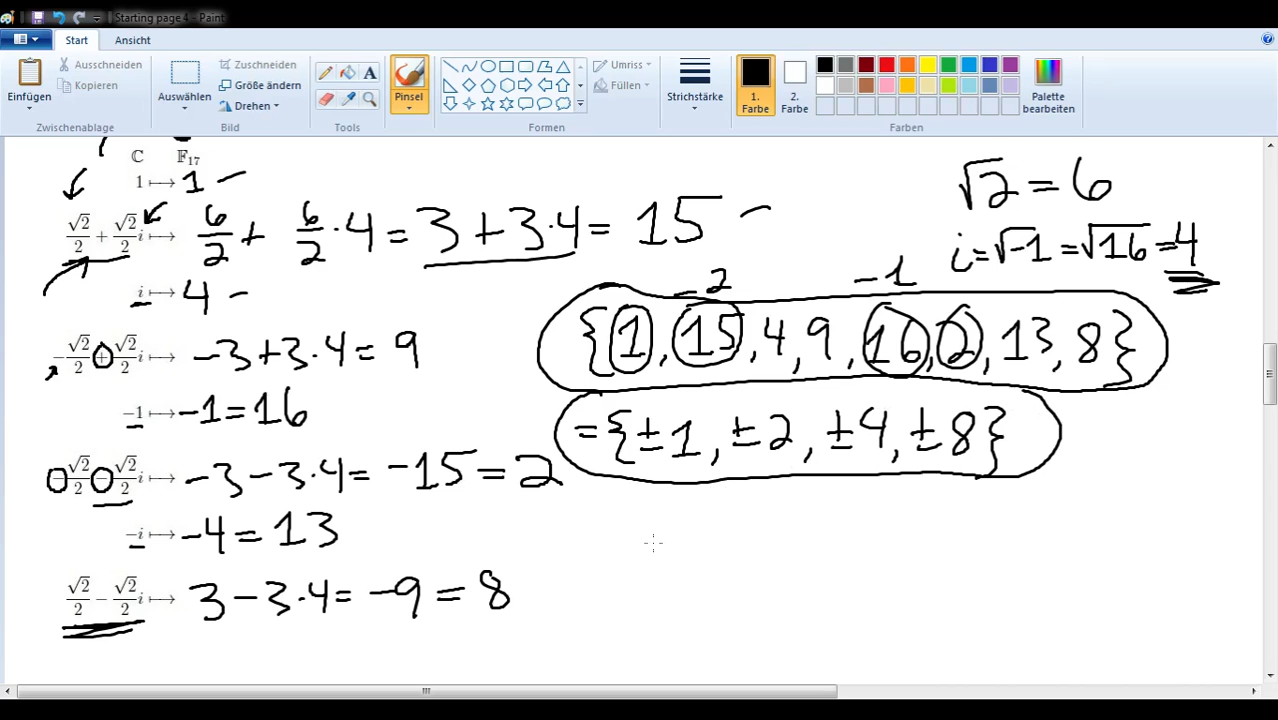 Starting page 4 - Paint
Start Ansicht
Einfügen
Ausschneiden
Kopieren
Zwischenablage
Auswählen
Zuschneiden
Größe ändern
Drehen
Bild
A
Tools
Pinsel
Umriss
Füllen
Formen
Strichstärke
1. Farbe
2. Farbe
Palette bearbeiten
Farben
ℂ 𝔽₁₇
1 ⟼ 1
√2/2 + √2/2 i ⟼ 6/2 + 6/2 · 4 = 3 + 3·4 = 15
i ⟼ 4
-√2/2 + √2/2 i ⟼ -3+3·4 = 9
-1 ⟼ -1 = 16
-√2/2 - √2/2 i ⟼ -3-3·4 = -15 = 2
-i ⟼ -4 = 13
√2/2 - √2/2 i ⟼ 3-3·4 = -9 = 8
√2 = 6
i = √-1 = √16 = 4
-2 -1
{1, 15, 4, 9, 16, 2, 13, 8}
= {±1, ±2, ±4, ±8}